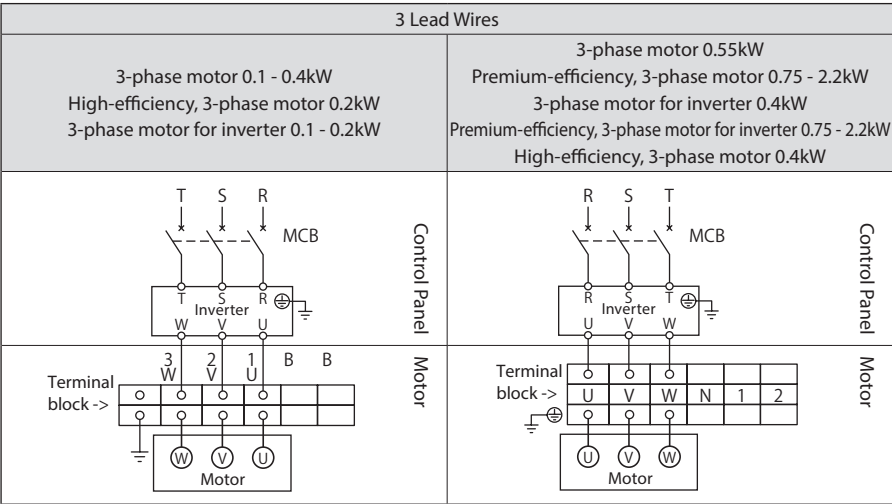 3 Lead Wires
3-phase motor 0.1 - 0.4kW
High-efficiency, 3-phase motor 0.2kW
3-phase motor for inverter 0.1 - 0.2kW
3-phase motor 0.55kW
Premium-efficiency, 3-phase motor 0.75 - 2.2kW
3-phase motor for inverter 0.4kW
Premium-efficiency, 3-phase motor for inverter 0.75 - 2.2kW
High-efficiency, 3-phase motor 0.4kW
T S R
MCB
T S R
Inverter
W V U
Control Panel
3 2 1 B B
W V U
Terminal
block ->
W V U
Motor
Motor
R S T
MCB
R S T
Inverter
U V W
Control Panel
Terminal
block -> U V W N 1 2
U V W
Motor
Motor